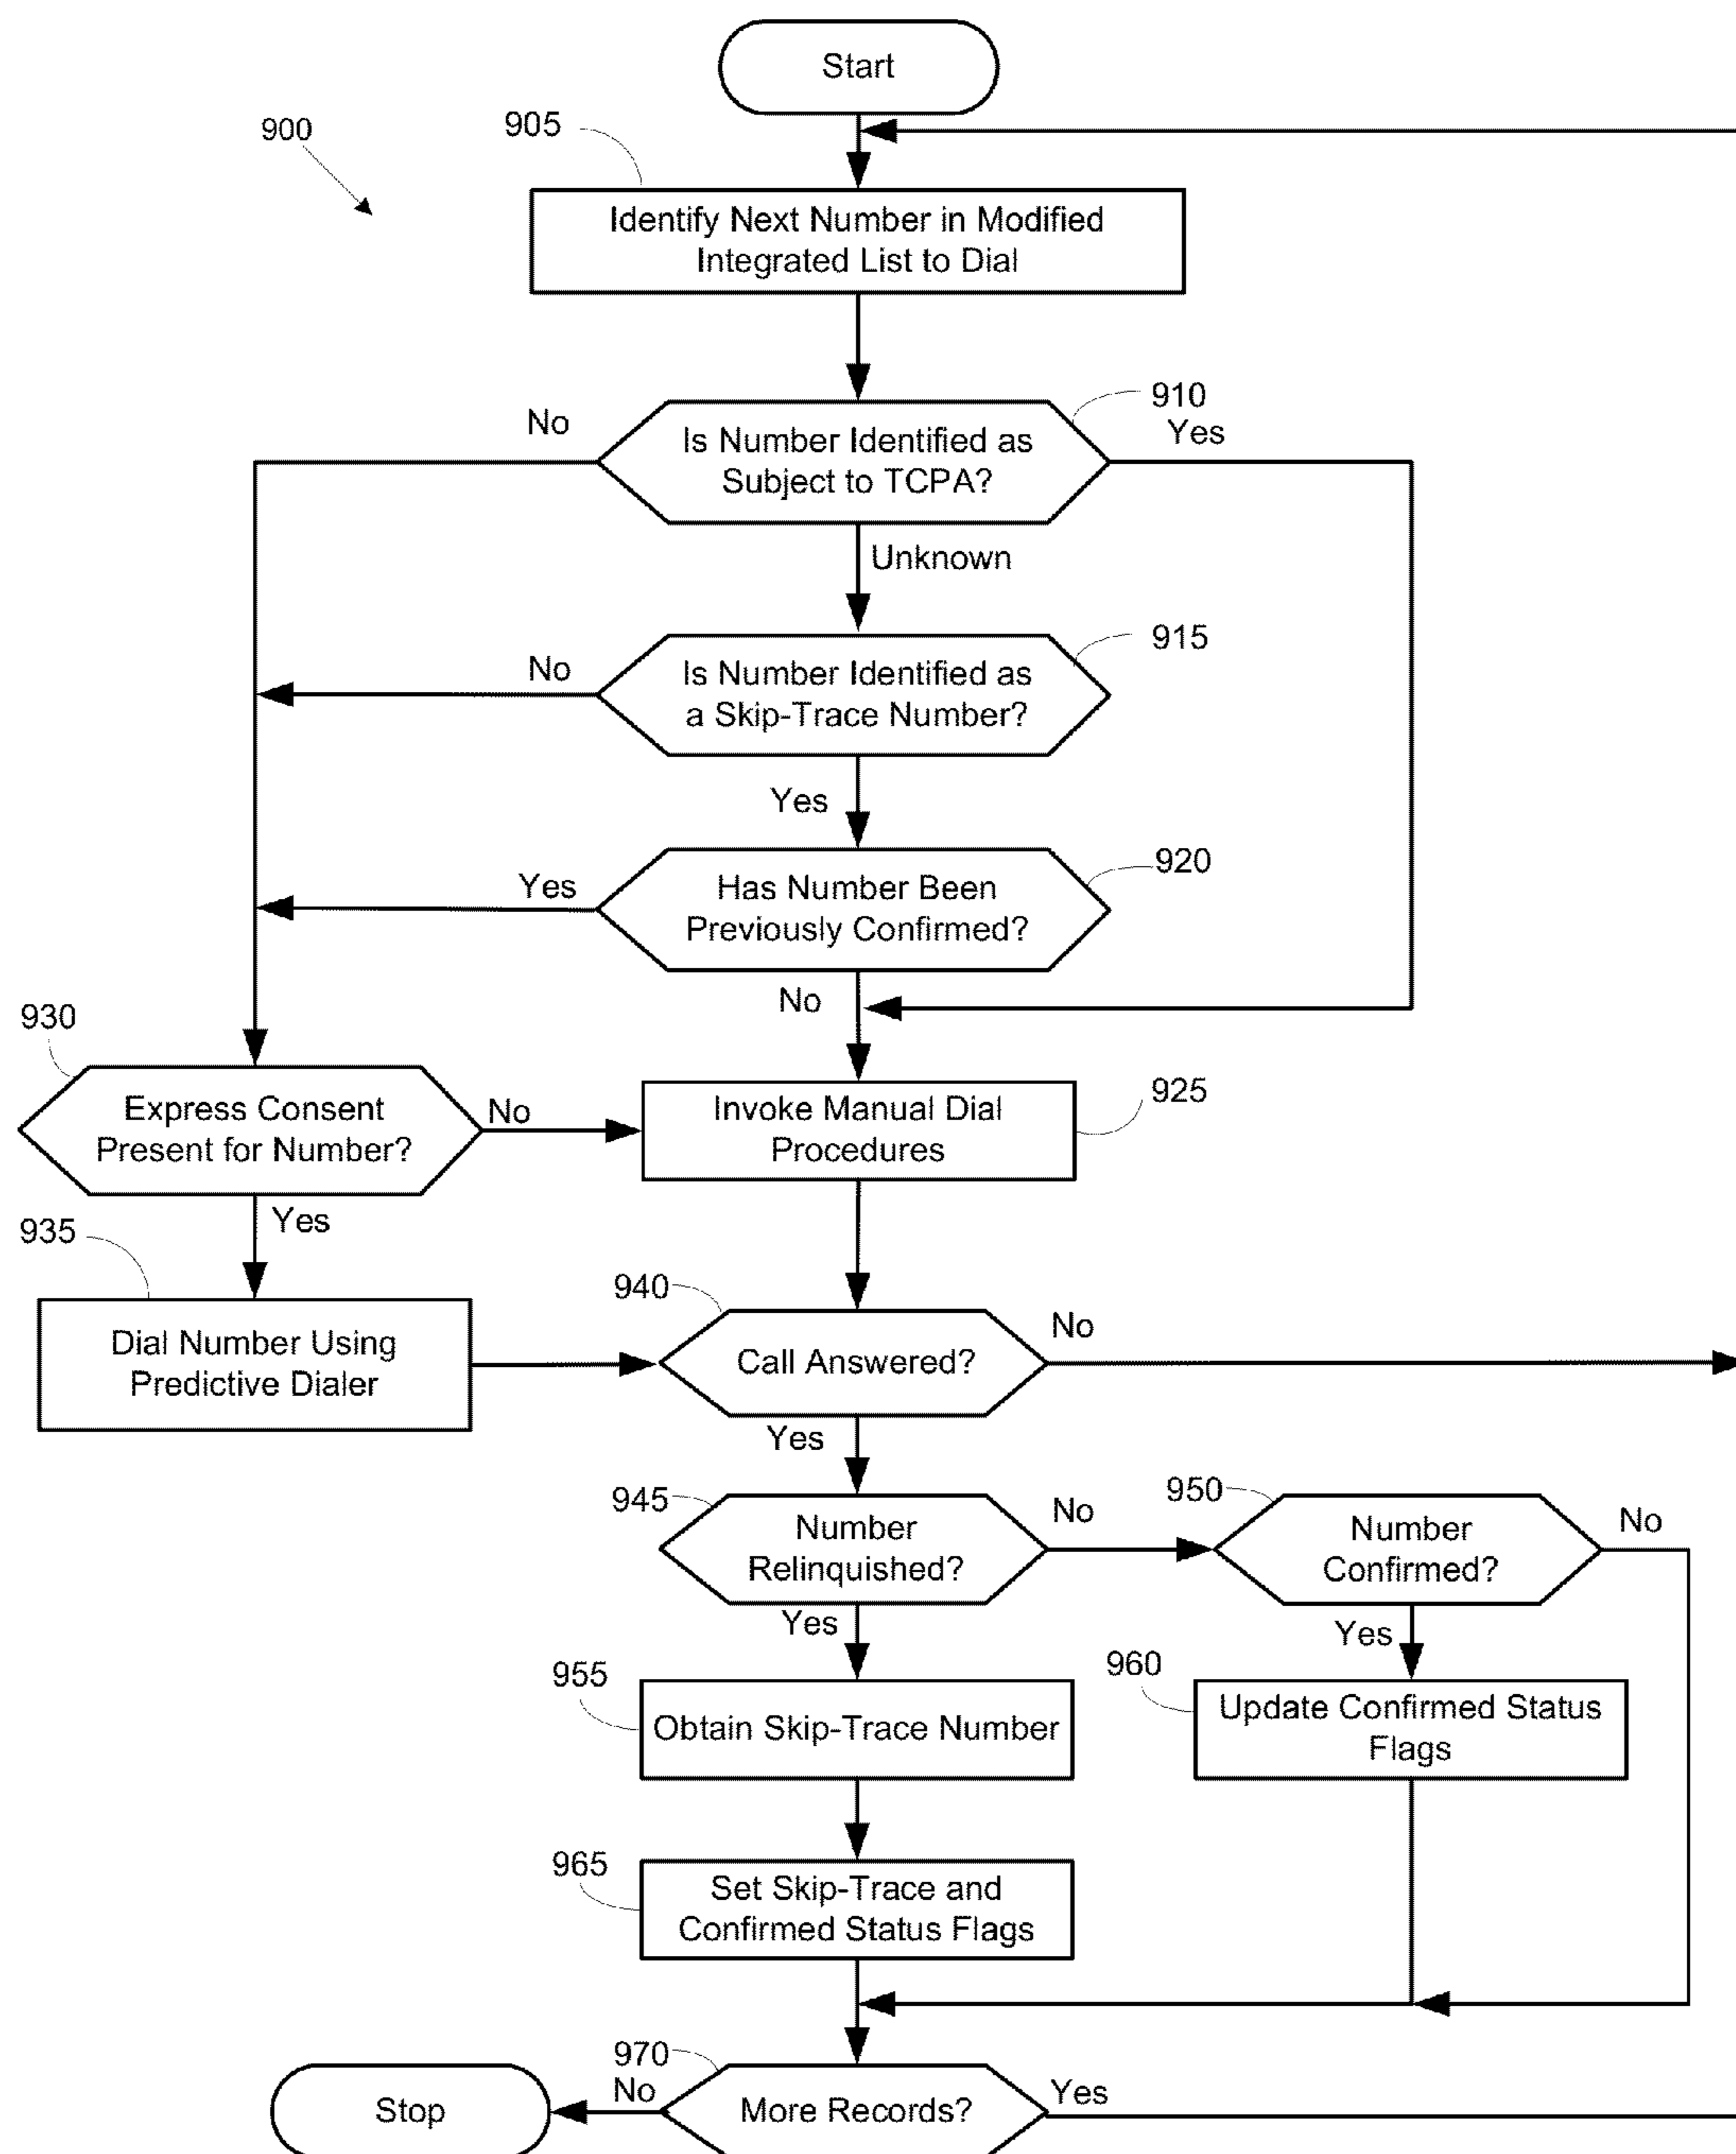 Start
900
905
Identify Next Number in Modified
Integrated List to Dial
910
No
Is Number Identified as
Subject to TCPA?
Yes
Unknown
915
No
Is Number Identified as
a Skip-Trace Number?
Yes
920
Yes
Has Number Been
Previously Confirmed?
No
930
Express Consent
Present for Number?
No
Invoke Manual Dial
Procedures
925
Yes
935
Dial Number Using
Predictive Dialer
940
Call Answered?
No
Yes
945
Number
Relinquished?
No
950
Number
Confirmed?
No
Yes
Yes
955
Obtain Skip-Trace Number
960
Update Confirmed Status
Flags
965
Set Skip-Trace and
Confirmed Status Flags
970
Stop
No
More Records?
Yes